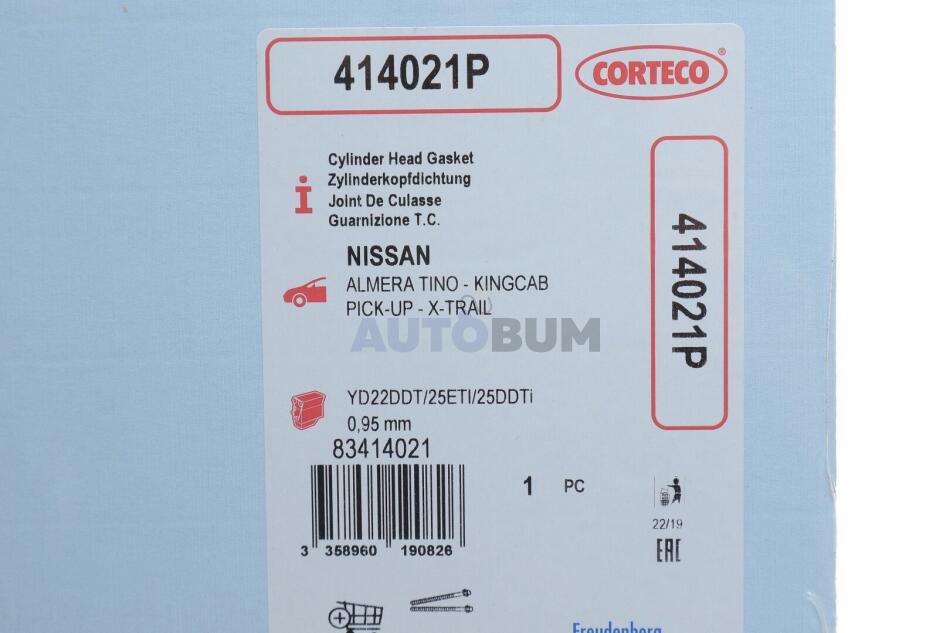 414021P
CORTECO
Cylinder Head Gasket
Zylinderkopfdichtung
Joint De Culasse
Guarnizione T.C.
NISSAN
ALMERA TINO - KINGCAB
PICK-UP - X-TRAIL
AUTOBUM
414021P
YD22DDT/25ETI/25DDTi
0,95 mm
83414021
1 PC
3 358960 190826
22/19
EAC
Freudenberg